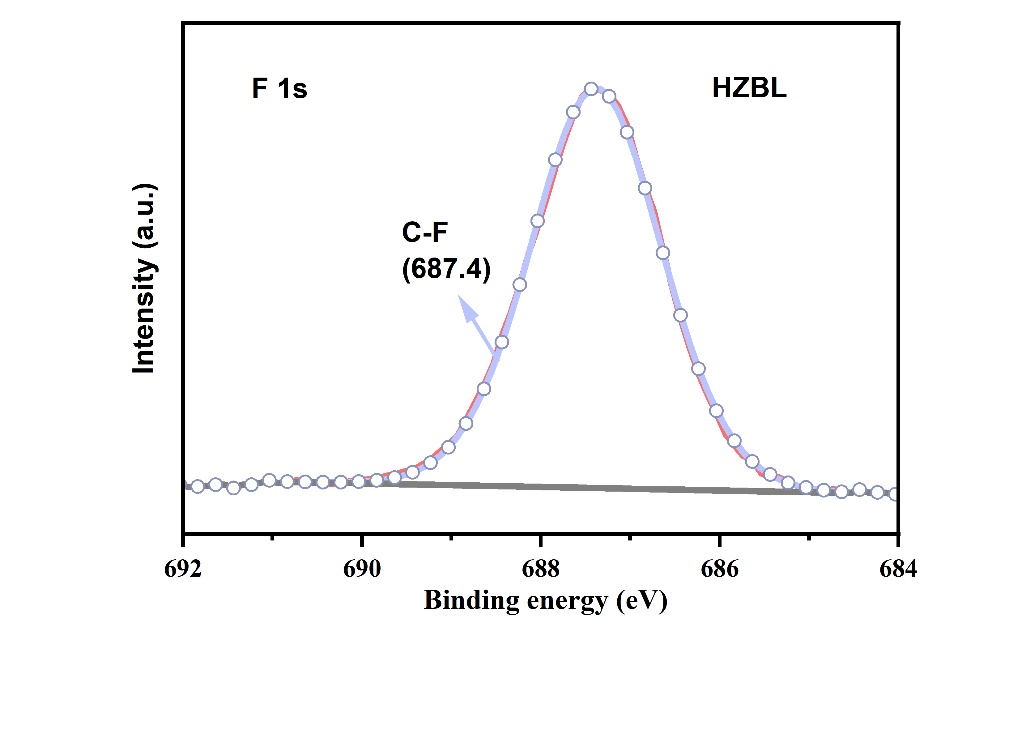 F 1s
HZBL
C-F
(687.4)
Intensity (a.u.)
692 690 688 686 684
Binding energy (eV)